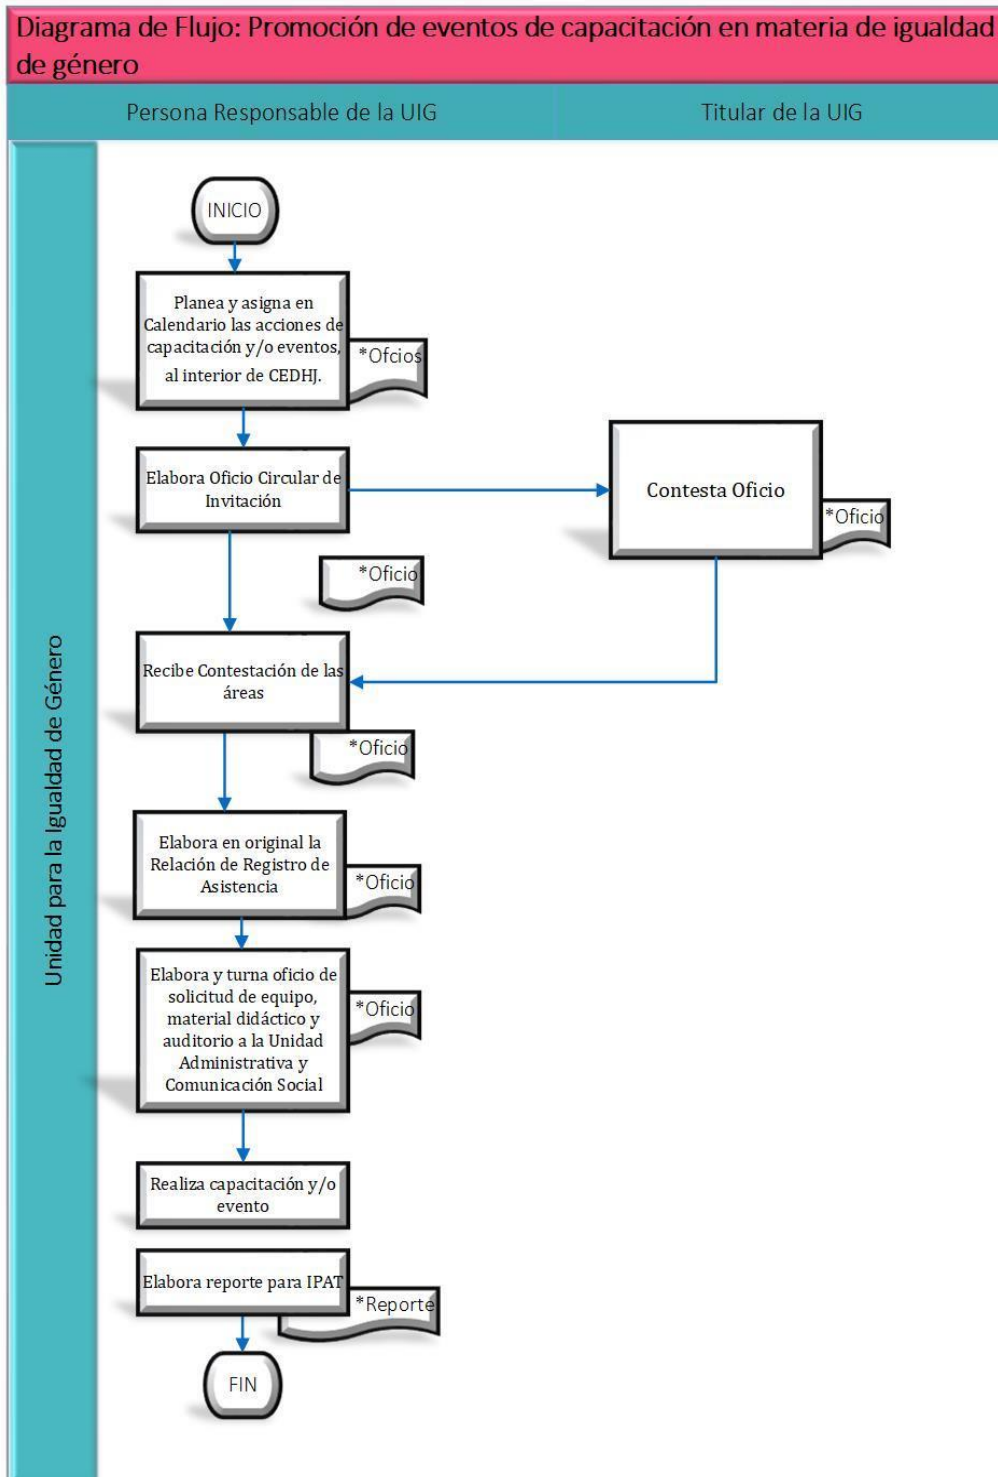 Diagrama de Flujo: Promoción de eventos de capacitación en materia de igualdad
de género
Persona Responsable de la UIG
Titular de la UIG
Unidad para la Igualdad de Género
INICIO
Planea y asigna en
Calendario las acciones de
capacitación y/o eventos,
al interior de CEDHJ.
*Ofcios
Elabora Oficio Circular de
Invitación
Contesta Oficio
*Oficio
*Oficio
Recibe Contestación de las
áreas
*Oficio
Elabora en original la
Relación de Registro de
Asistencia
*Oficio
Elabora y turna oficio de
solicitud de equipo,
material didáctico y
auditorio a la Unidad
Administrativa y
Comunicación Social
*Oficio
Realiza capacitación y/o
evento
Elabora reporte para IPAT
*Reporte
FIN